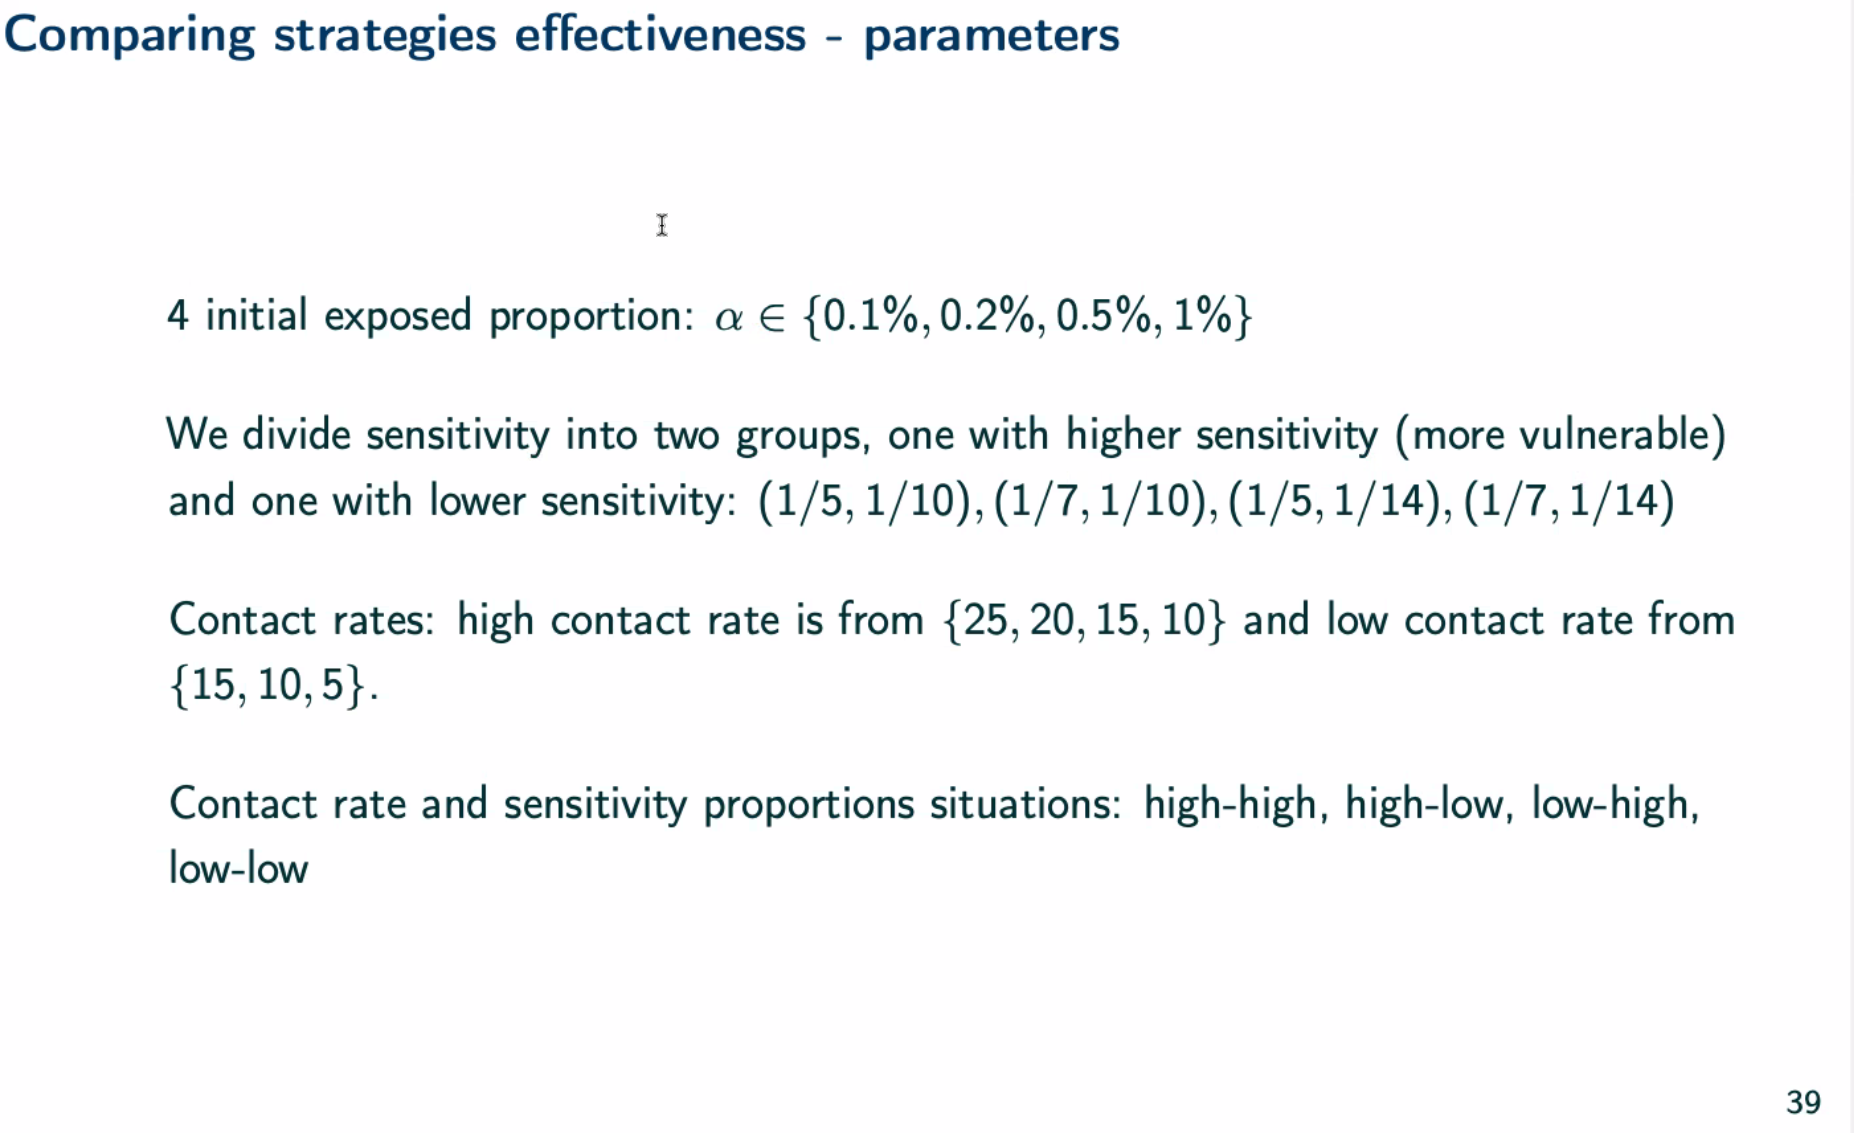 Comparing strategies effectiveness - parameters
4 initial exposed proportion: α ∈ {0.1%, 0.2%, 0.5%, 1%}
We divide sensitivity into two groups, one with higher sensitivity (more vulnerable)
and one with lower sensitivity: (1/5, 1/10), (1/7, 1/10), (1/5, 1/14), (1/7, 1/14)
Contact rates: high contact rate is from {25, 20, 15, 10} and low contact rate from
{15, 10, 5}.
Contact rate and sensitivity proportions situations: high-high, high-low, low-high,
low-low
39